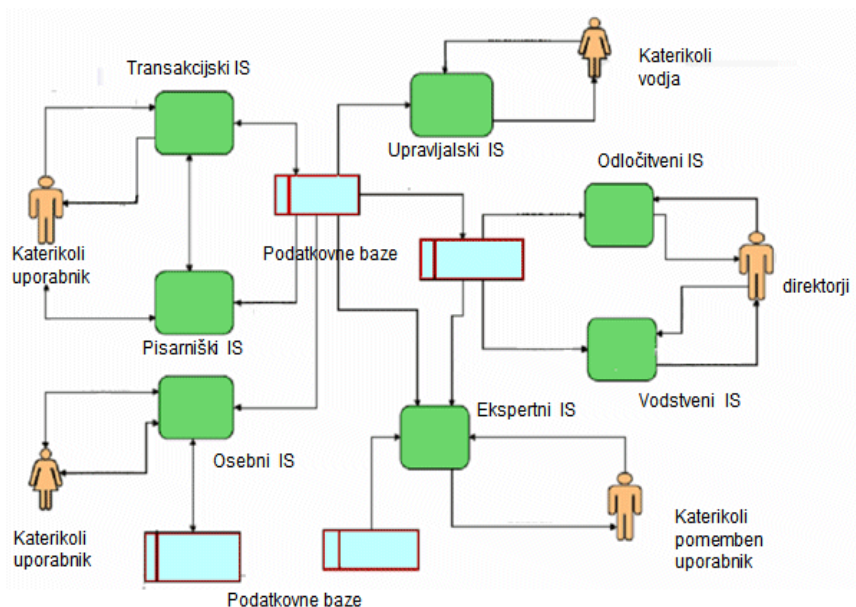 Transakcijski IS
Katerikoli
vodja
Upravljalski IS
Odločitveni IS
Katerikoli
uporabnik
Podatkovne baze
direktorji
Pisarniški IS
Vodstveni IS
Ekspertni IS
Osebni IS
Katerikoli
uporabnik
Katerikoli
pomemben
uporabnik
Podatkovne baze